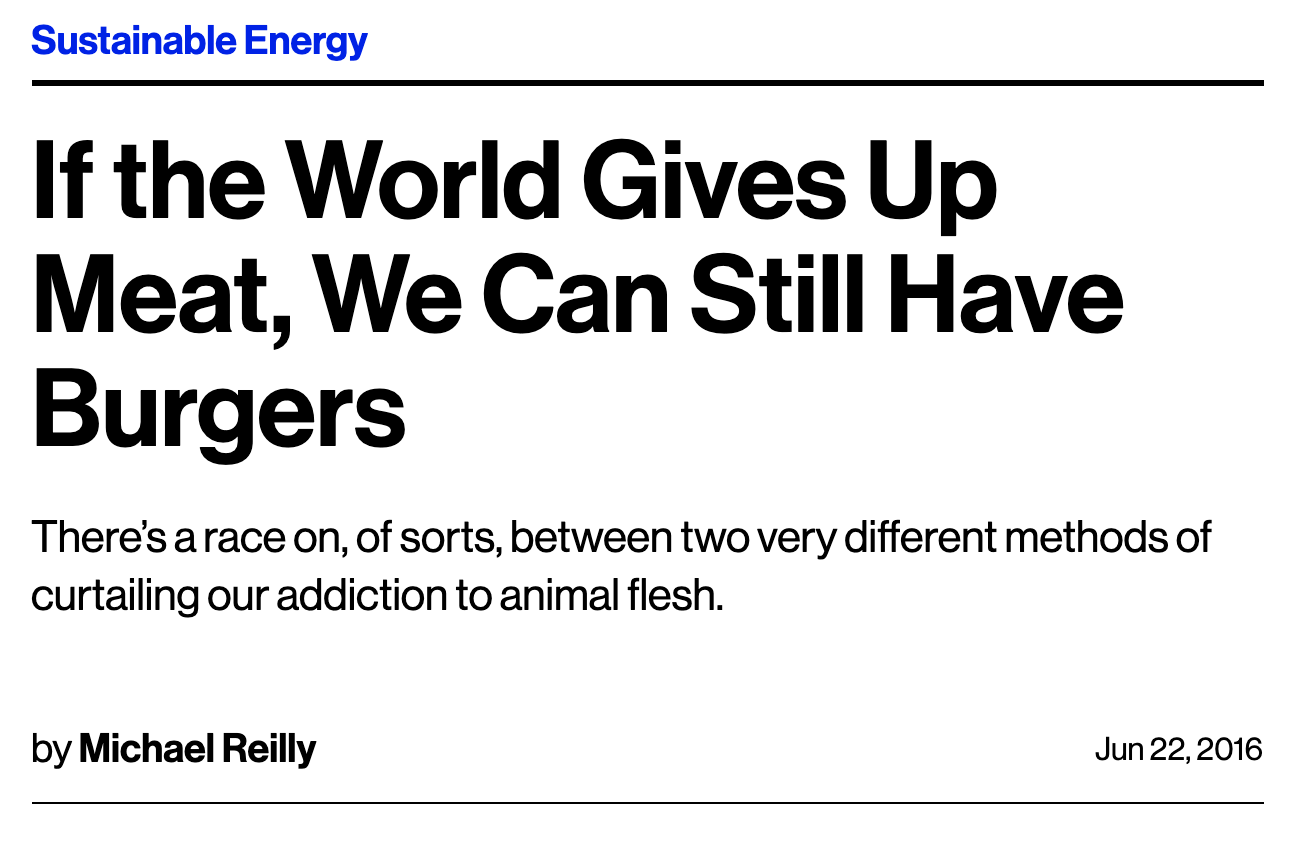 Sustainable Energy
If the World Gives Up
Meat, We Can Still Have
Burgers
There’s a race on, of sorts, between two very different methods of
curtailing our addiction to animal flesh.
by Michael Reilly
Jun 22, 2016